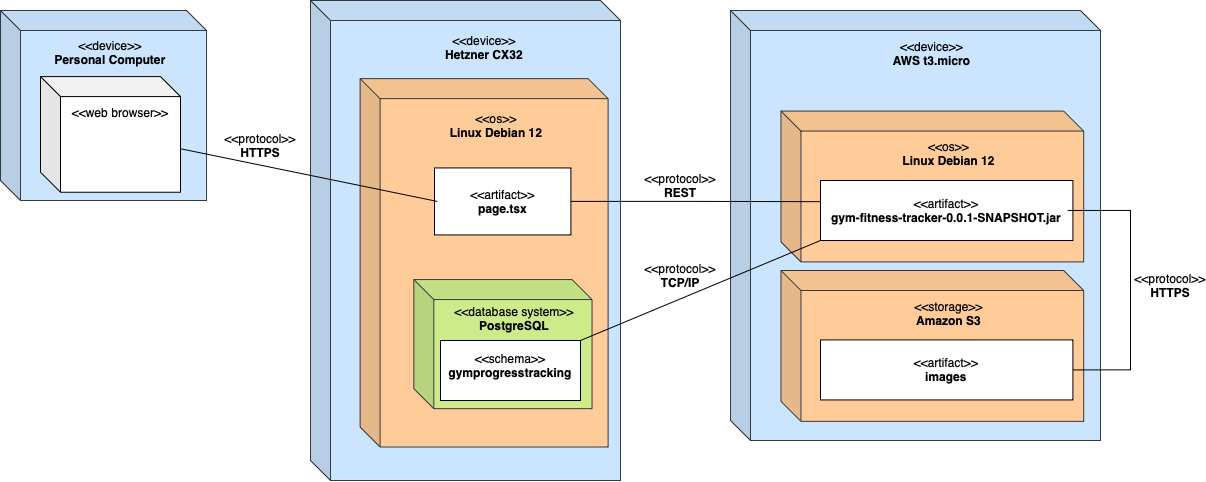 <<device>>
Personal Computer
<<web browser>>
<<protocol>>
HTTPS
<<device>>
Hetzner CX32
<<os>>
Linux Debian 12
<<artifact>>
page.tsx
<<database system>>
PostgreSQL
<<schema>>
gymprogresstracking
<<protocol>>
REST
<<protocol>>
TCP/IP
<<device>>
AWS t3.micro
<<os>>
Linux Debian 12
<<artifact>>
gym-fitness-tracker-0.0.1-SNAPSHOT.jar
<<storage>>
Amazon S3
<<artifact>>
images
<<protocol>>
HTTPS